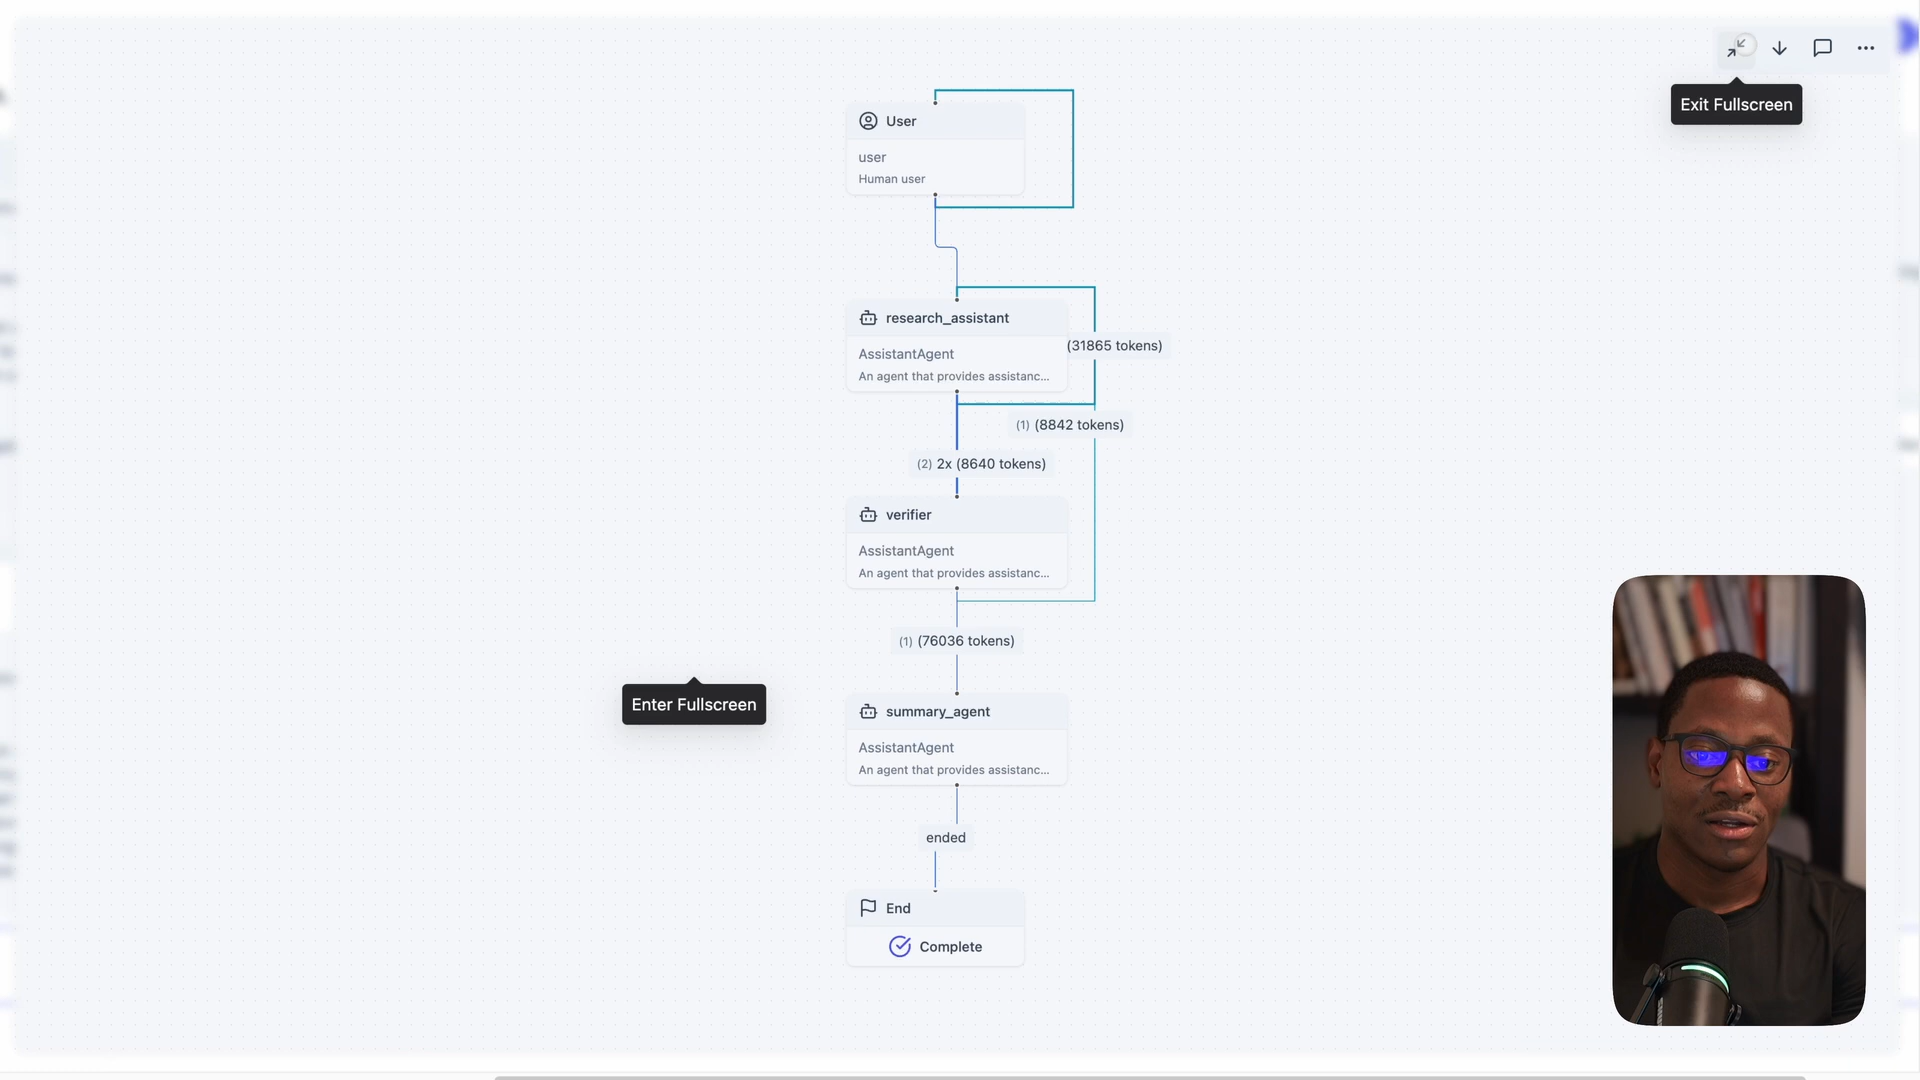 Exit Fullscreen
User
user
Human user
research_assistant
AssistantAgent
An agent that provides assistanc...
(31865 tokens)
(1) (8842 tokens)
(2) 2x (8640 tokens)
verifier
AssistantAgent
An agent that provides assistanc...
(1) (76036 tokens)
Enter Fullscreen
summary_agent
AssistantAgent
An agent that provides assistanc...
ended
End
Complete